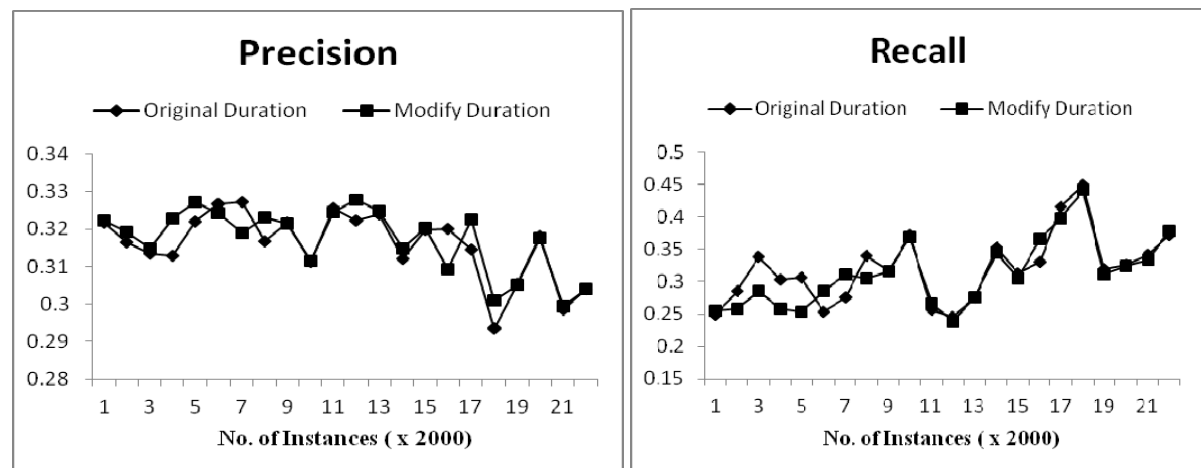 Precision
Original Duration
Modify Duration
0.34
0.33
0.32
0.31
0.3
0.29
0.28
1 3 5 7 9 11 13 15 17 19 21
No. of Instances ( x 2000)
Recall
Original Duration
Modify Duration
0.5
0.45
0.4
0.35
0.3
0.25
0.2
0.15
1 3 5 7 9 11 13 15 17 19 21
No. of Instances ( x 2000)